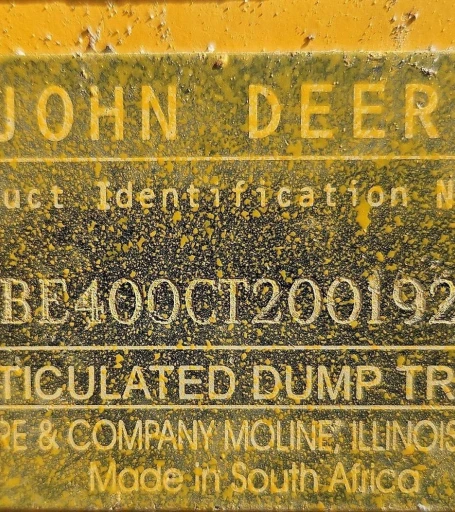 JOHN DEER
uct Identification N
BE400CT200192
TICULATED DUMP TR
RE & COMPANY MOLINE, ILLINOIS
Made in South Africa